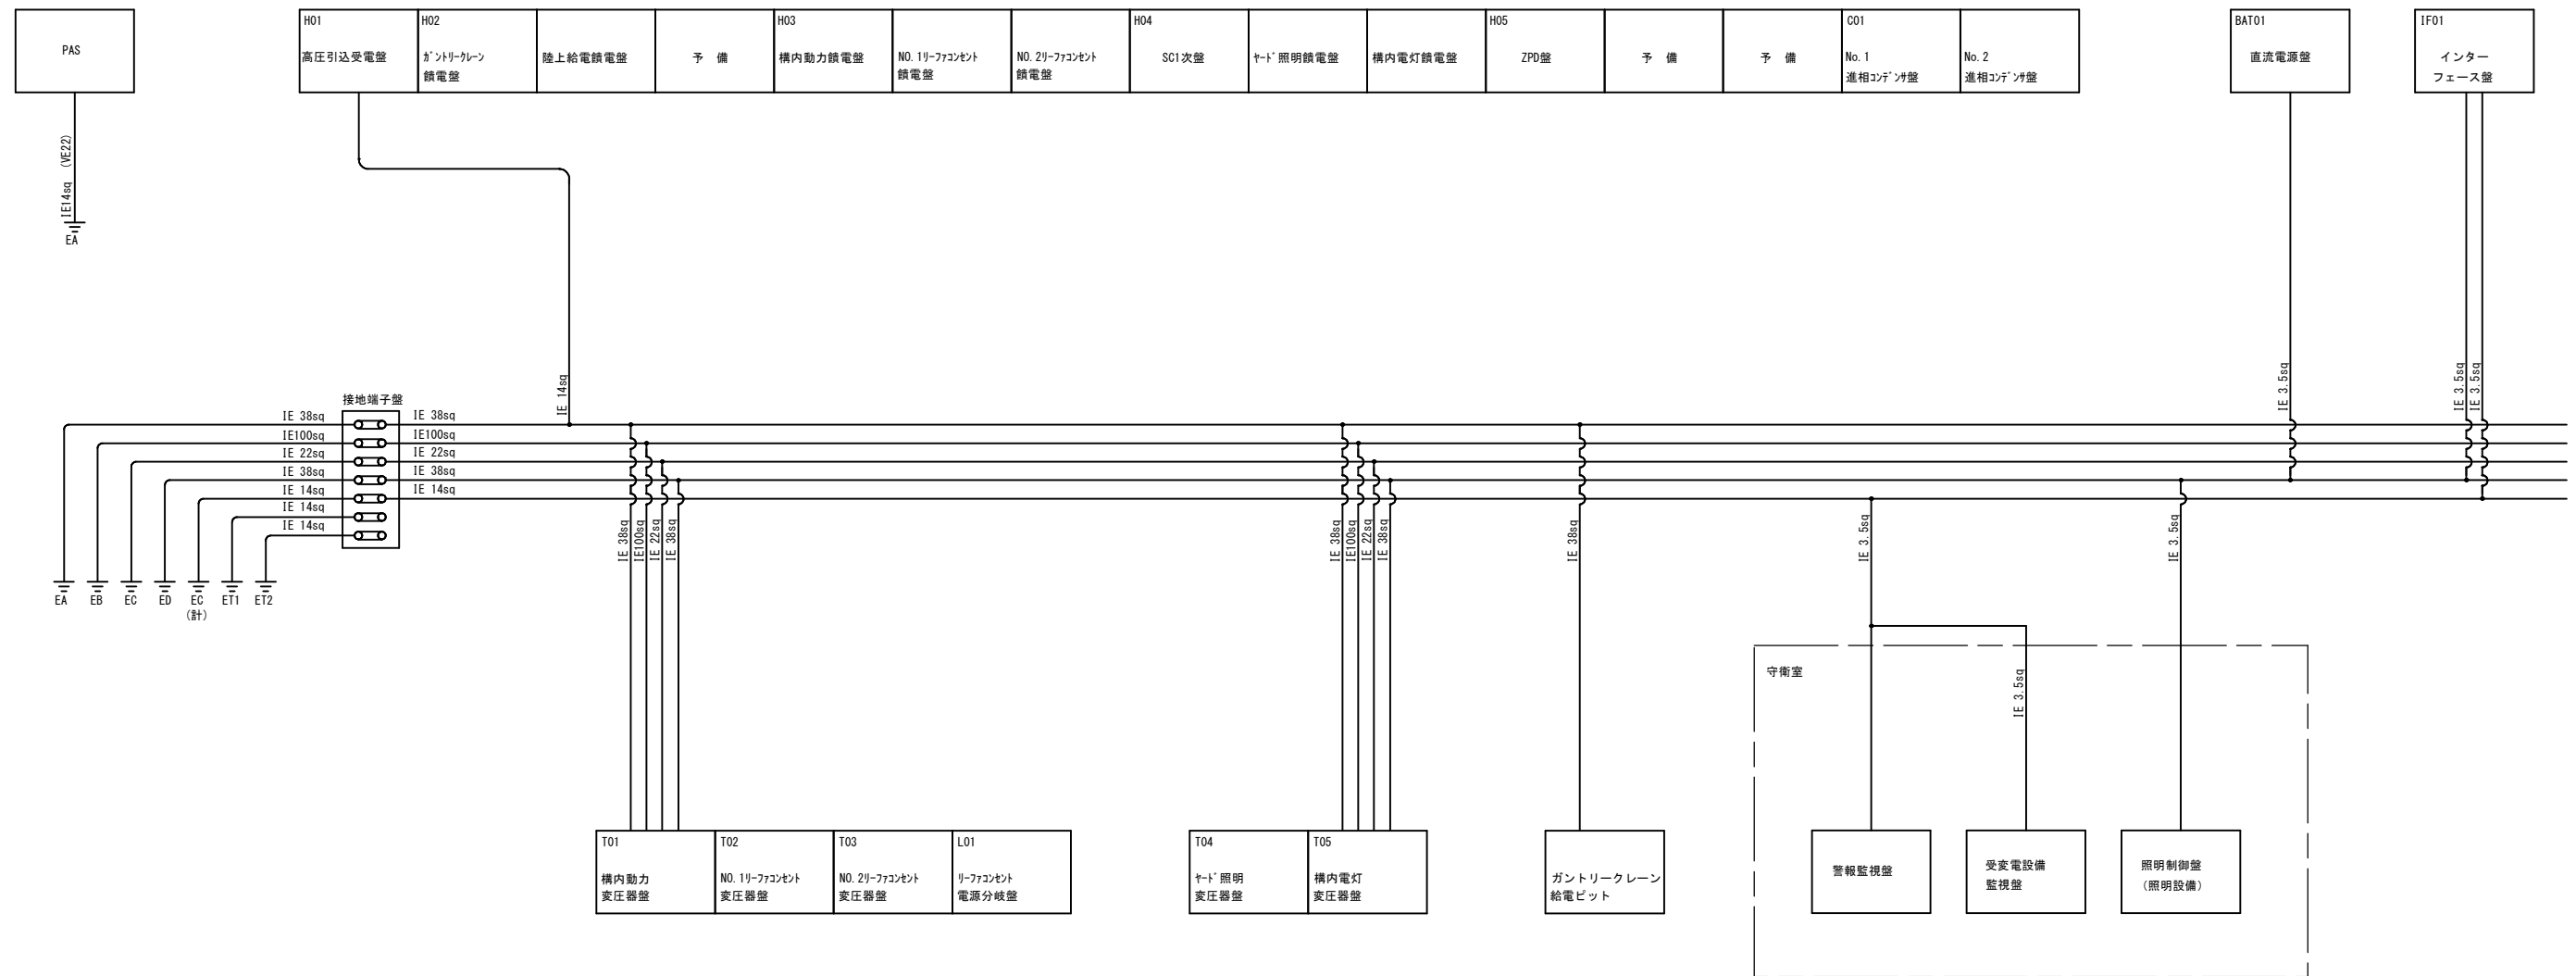 PAS
H01
高圧引込受電盤
H02
ｶﾞﾝﾄﾘｰｸﾚｰﾝ
饋電盤
陸上給電饋電盤
予　備
H03
構内動力饋電盤
NO.1ﾘｰﾌｧｺﾝｾﾝﾄ
饋電盤
NO.2ﾘｰﾌｧｺﾝｾﾝﾄ
饋電盤
H04
SC1次盤
ﾔｰﾄﾞ照明饋電盤
構内電灯饋電盤
H05
ZPD盤
予　備
予　備
C01
No.1
進相ｺﾝﾃﾞﾝｻ盤
No.2
進相ｺﾝﾃﾞﾝｻ盤
BAT01
直流電源盤
IF01
インター
フェース盤
IE14sq (VE22)
EA
IE 14sq
IE 3.5sq
IE 3.5sq
IE 3.5sq
接地端子盤
IE 38sq
IE 38sq
IE100sq
IE100sq
IE 22sq
IE 22sq
IE 38sq
IE 38sq
IE 14sq
IE 14sq
IE 14sq
IE 14sq
EA
EB
EC
ED
EC
(計)
ET1
ET2
IE 38sq
IE100sq
IE 22sq
IE 38sq
IE 38sq
IE100sq
IE 22sq
IE 38sq
IE 38sq
IE 3.5sq
IE 3.5sq
守衛室
IE 3.5sq
T01
構内動力
変圧器盤
T02
NO.1ﾘｰﾌｧｺﾝｾﾝﾄ
変圧器盤
T03
NO.2ﾘｰﾌｧｺﾝｾﾝﾄ
変圧器盤
L01
ﾘｰﾌｧｺﾝｾﾝﾄ
電源分岐盤
T04
ﾔｰﾄﾞ照明
変圧器盤
T05
構内電灯
変圧器盤
ガントリークレーン
給電ピット
警報監視盤
受変電設備
監視盤
照明制御盤
(照明設備)